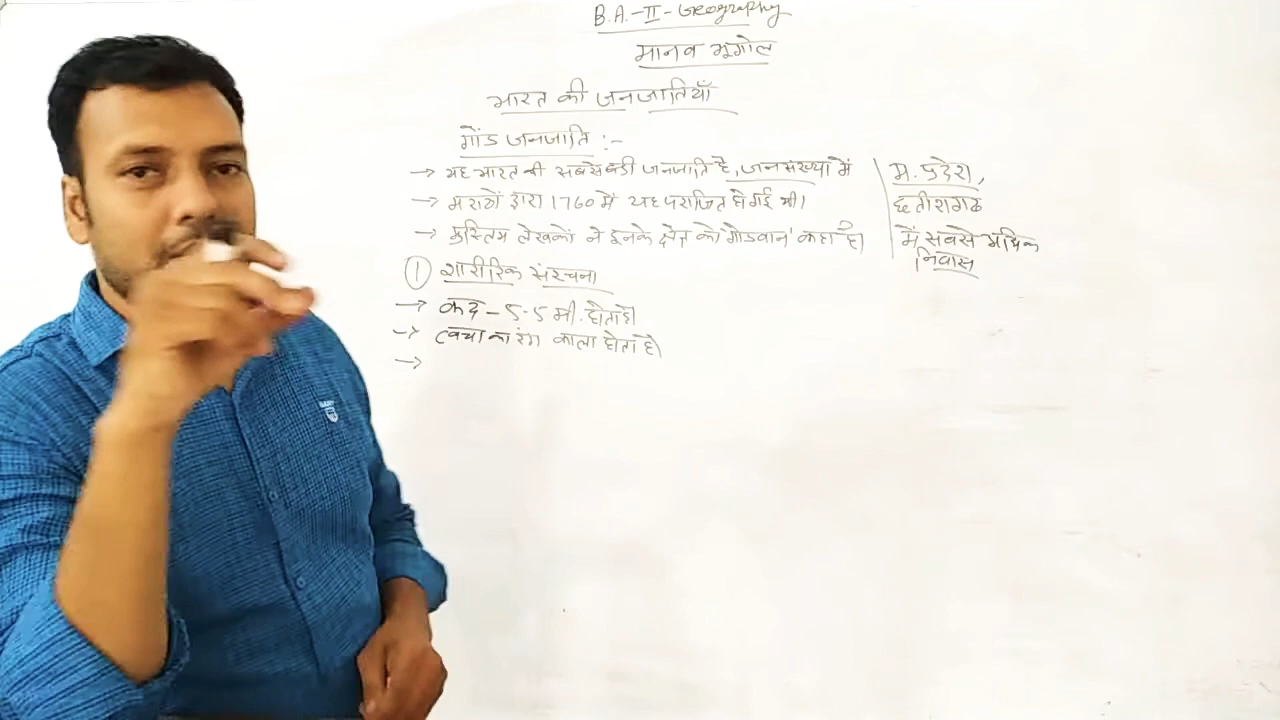 B.A.-II-Geography
मानव भूगोल
भारत की जनजातियाँ
गोंड जनजाति :-
→ यह भारत की सबसे बड़ी जनजाति है, जनसंख्या में
→ मराठों द्वारा 1760 में यह पराजित हो गई थी।
→ मुस्लिम लेखकों ने इनके क्षेत्र को 'गोंडवान' कहा है।
म. प्रदेश,
छत्तीसगढ
में सबसे अधिक
निवास
① शारीरिक संरचना
→ कद - 5.5 मी. होता है।
→ त्वचा का रंग काला होता है।
→